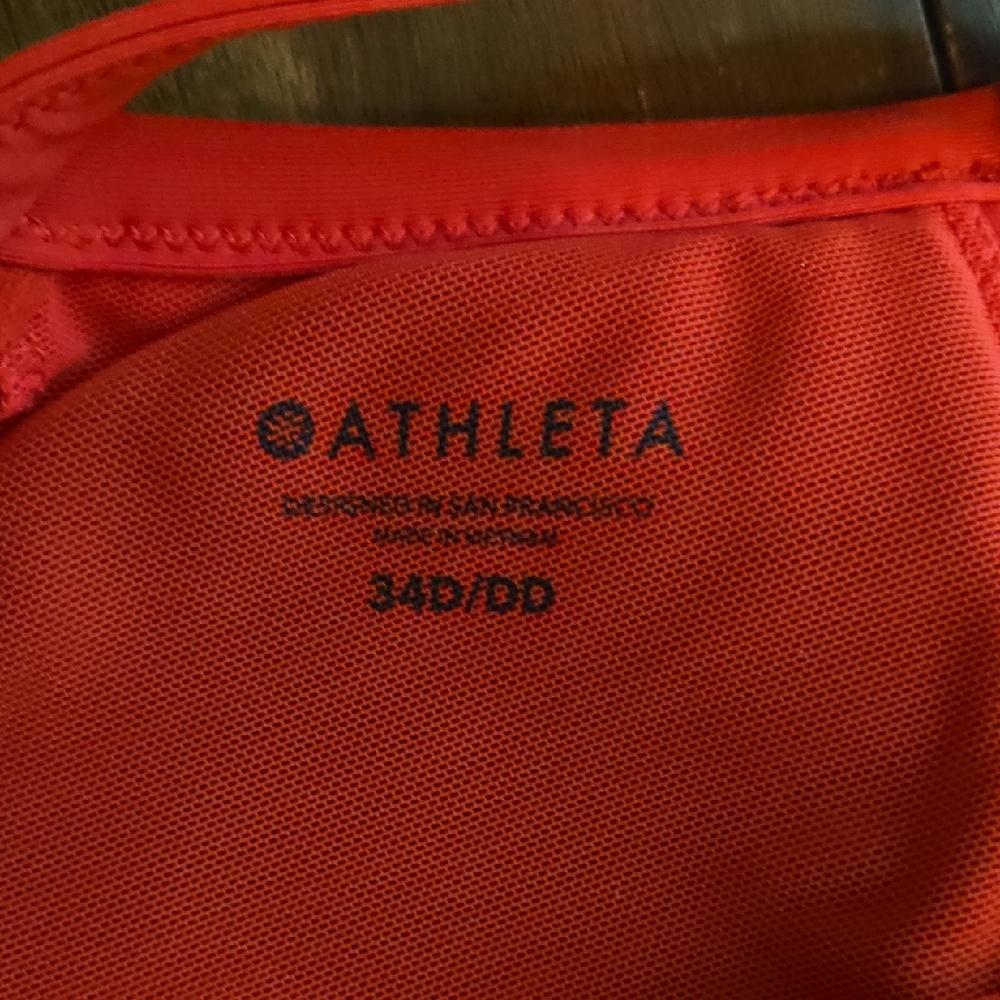 ATHLETA
DESIGNED IN SAN FRANCISCO
MADE IN VIETNAM
34D/DD